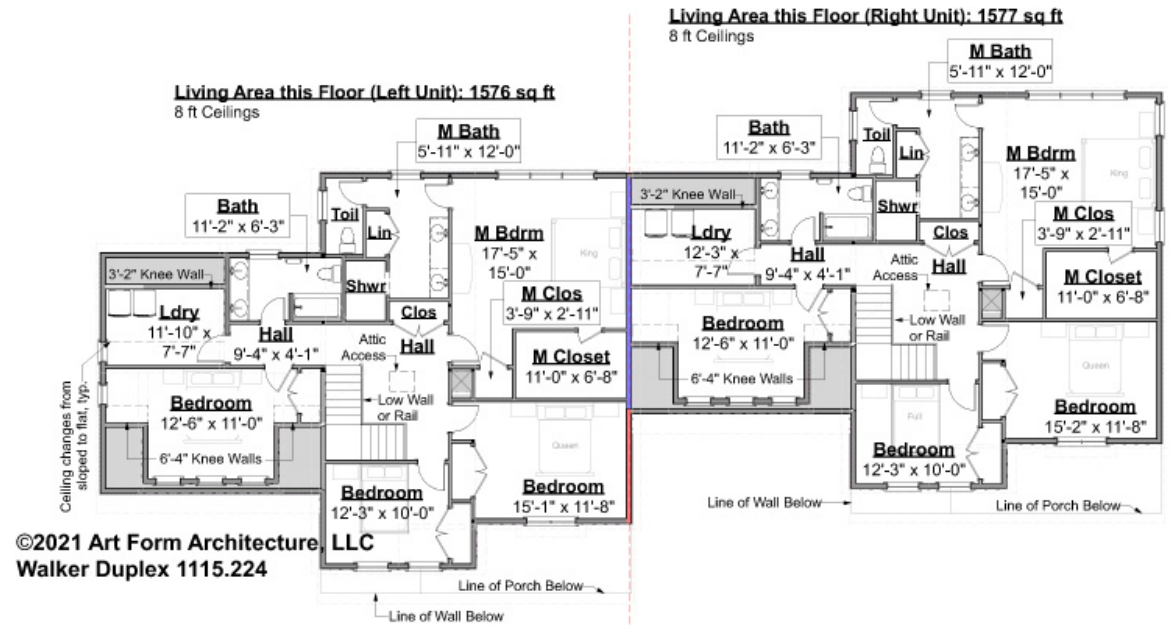 Living Area this Floor (Right Unit): 1577 sq ft
8 ft Ceilings
Living Area this Floor (Left Unit): 1576 sq ft
8 ft Ceilings
M Bath
5'-11" x 12'-0"
Bath
11'-2" x 6'-3"
Toil
Lin
Shwr
M Bdrm
17'-5" x
15'-0"
King
M Clos
3'-9" x 2'-11"
M Closet
11'-0" x 6'-8"
Clos
Hall
Attic
Access
3'-2" Knee Wall
Ldry
11'-10" x
7'-7"
Hall
9'-4" x 4'-1"
Bedroom
12'-6" x 11'-0"
6'-4" Knee Walls
Low Wall
or Rail
Queen
Bedroom
15'-1" x 11'-8"
Bedroom
12'-3" x 10'-0"
Ceiling changes from
sloped to flat, typ.
Line of Porch Below
Line of Wall Below
M Bath
5'-11" x 12'-0"
Bath
11'-2" x 6'-3"
Toil
Lin
Shwr
M Bdrm
17'-5" x
15'-0"
King
M Clos
3'-9" x 2'-11"
M Closet
11'-0" x 6'-8"
Clos
Hall
Attic
Access
3'-2" Knee Wall
Ldry
12'-3" x
7'-7"
Hall
9'-4" x 4'-1"
Bedroom
12'-6" x 11'-0"
6'-4" Knee Walls
Low Wall
or Rail
Queen
Bedroom
15'-2" x 11'-8"
Full
Bedroom
12'-3" x 10'-0"
Line of Wall Below
Line of Porch Below
©2021 Art Form Architecture, LLC
Walker Duplex 1115.224